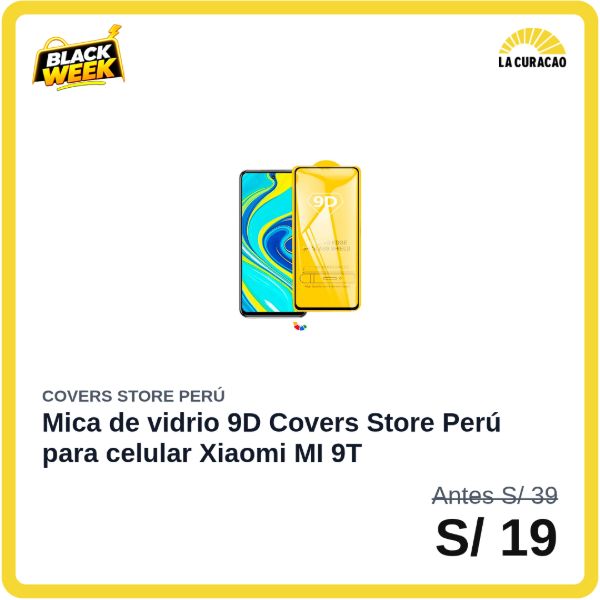 BLACK
WEEK
LA CURACAO
9D
COVERS STORE PERÚ
Mica de vidrio 9D Covers Store Perú
para celular Xiaomi MI 9T
Antes S/ 39
S/ 19